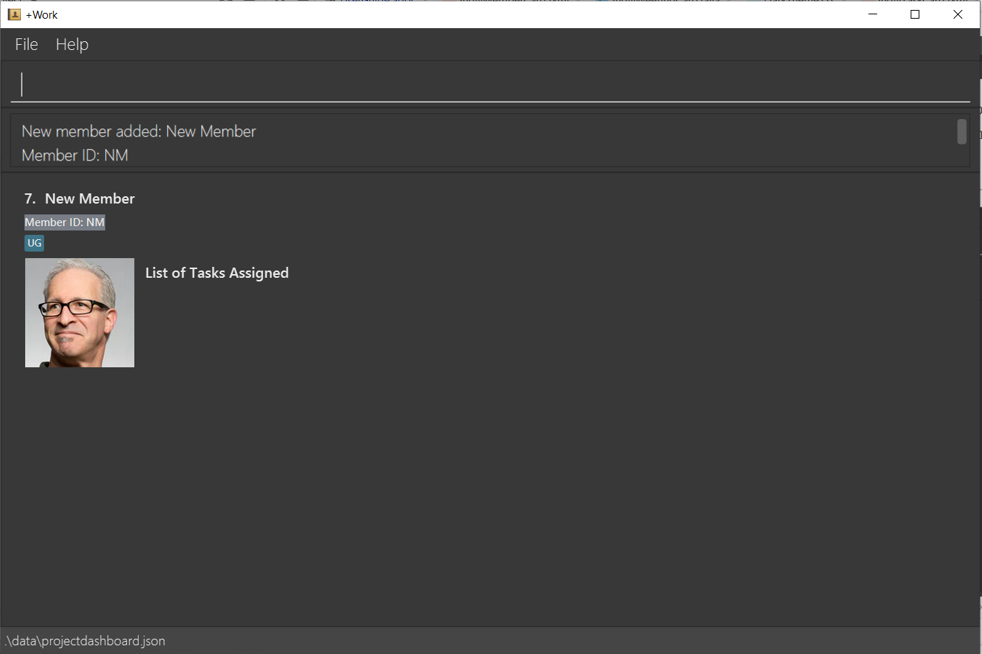 +Work
File Help
New member added: New Member
Member ID: NM
7. New Member
Member ID: NM
UG
List of Tasks Assigned
.\data\projectdashboard.json